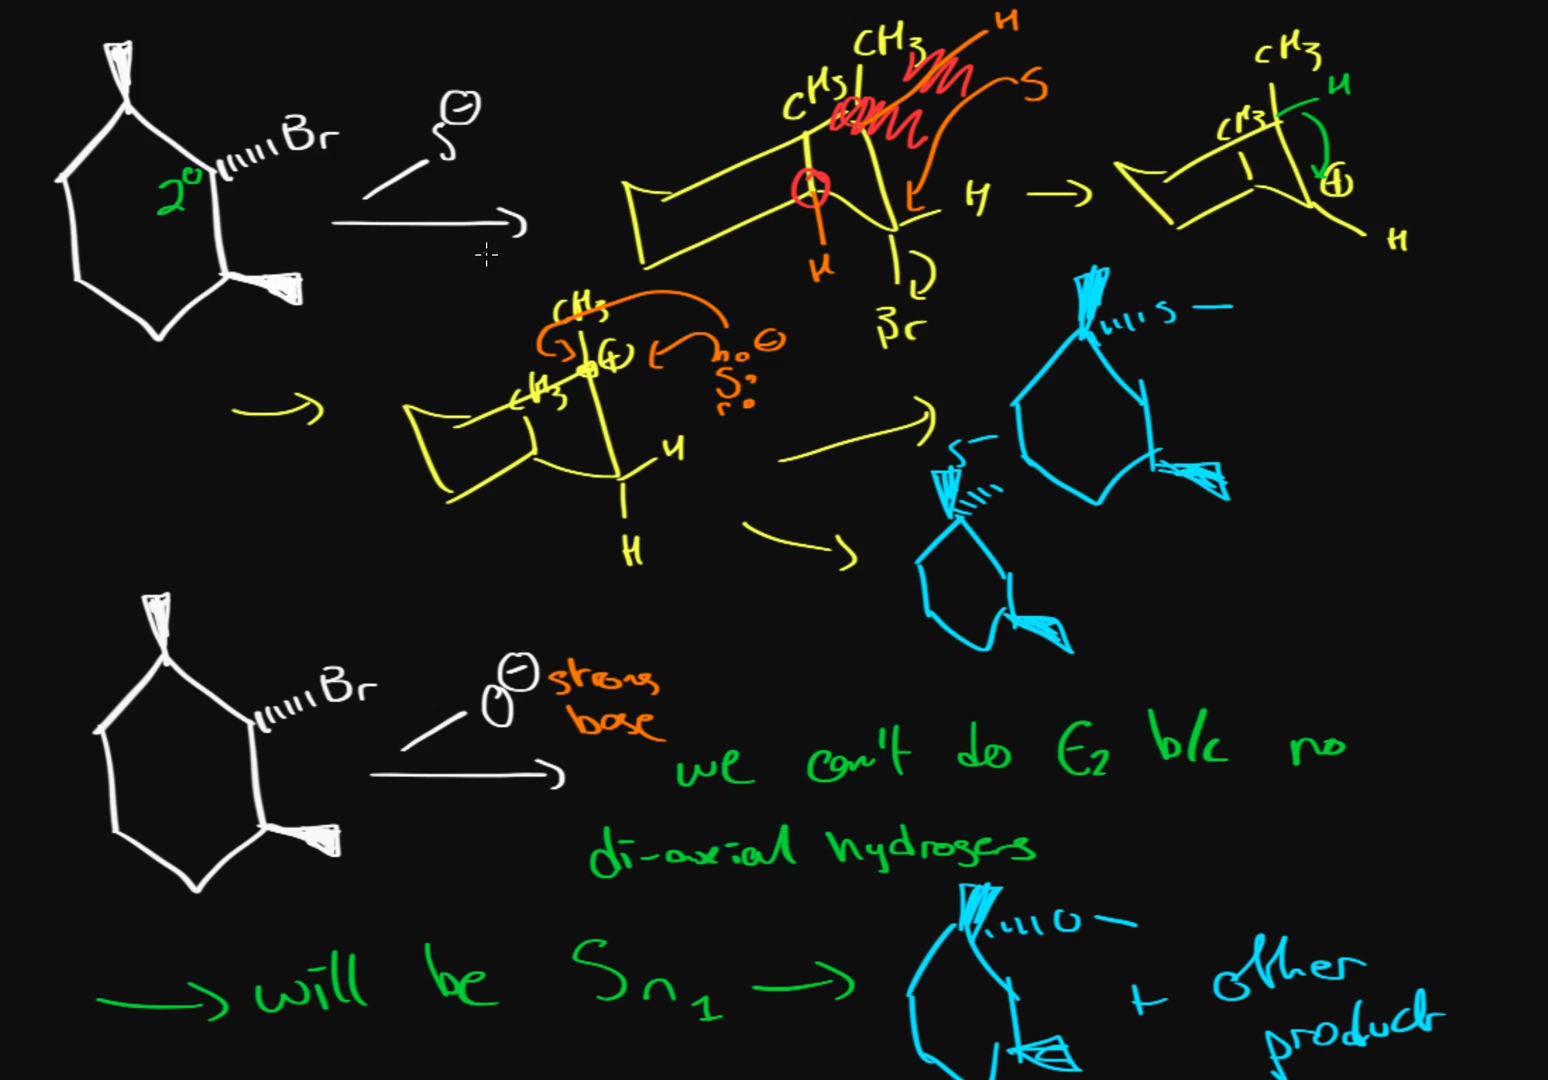 Br
2°
S⊖
CH3
CH3
H
S
H
H
Br
CH3
H
CH3
⊕
H
CH3
⊕
CH3
S
⊖
H
H
S
S
Br
O⊖ strong
base
we can't do E2 b/c no
di-axial hydrogens
will be Sn1
O
+ other
product